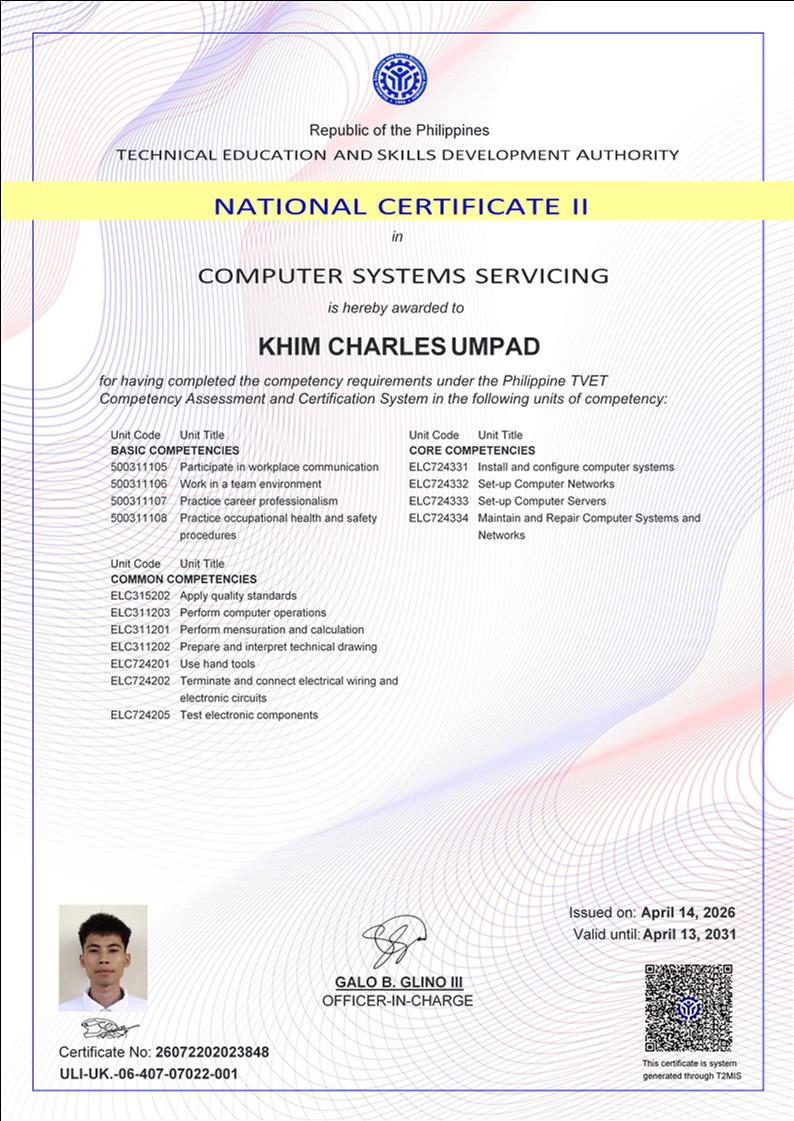 Republic of the Philippines
TECHNICAL EDUCATION AND SKILLS DEVELOPMENT AUTHORITY
NATIONAL CERTIFICATE II
in
COMPUTER SYSTEMS SERVICING
is hereby awarded to
KHIM CHARLES UMPAD
for having completed the competency requirements under the Philippine TVET
Competency Assessment and Certification System in the following units of competency:
Unit Code Unit Title
BASIC COMPETENCIES
500311105 Participate in workplace communication
500311106 Work in a team environment
500311107 Practice career professionalism
500311108 Practice occupational health and safety
procedures
Unit Code Unit Title
COMMON COMPETENCIES
ELC315202 Apply quality standards
ELC311203 Perform computer operations
ELC311201 Perform mensuration and calculation
ELC311202 Prepare and interpret technical drawing
ELC724201 Use hand tools
ELC724202 Terminate and connect electrical wiring and
electronic circuits
ELC724205 Test electronic components
Unit Code Unit Title
CORE COMPETENCIES
ELC724331 Install and configure computer systems
ELC724332 Set-up Computer Networks
ELC724333 Set-up Computer Servers
ELC724334 Maintain and Repair Computer Systems and
Networks
Issued on: April 14, 2026
Valid until: April 13, 2031
GALO B. GLINO III
OFFICER-IN-CHARGE
Certificate No: 26072202023848
ULI-UK.-06-407-07022-001
This certificate is system
generated through T2MIS